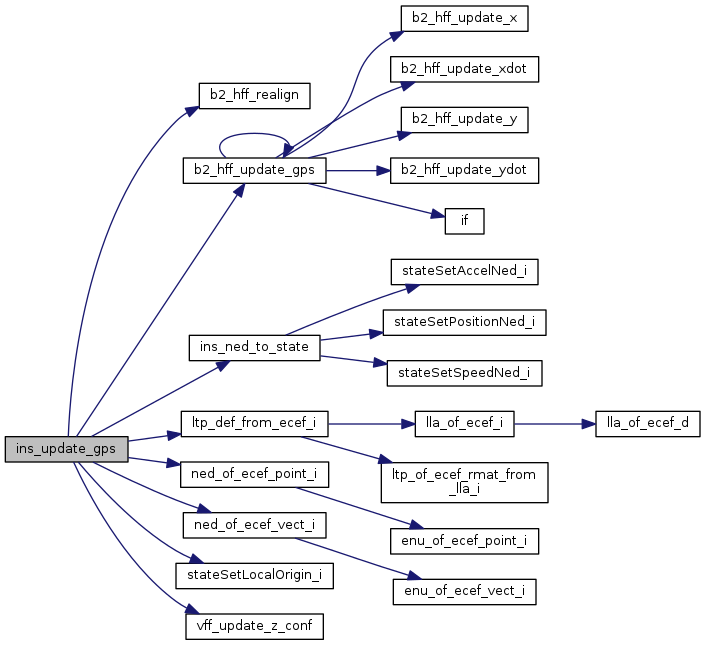 b2_hff_update_x
b2_hff_update_xdot
b2_hff_realign
b2_hff_update_y
b2_hff_update_gps
b2_hff_update_ydot
if
stateSetAccelNed_i
stateSetPositionNed_i
ins_ned_to_state
stateSetSpeedNed_i
ltp_def_from_ecef_i
lla_of_ecef_i
lla_of_ecef_d
ins_update_gps
ned_of_ecef_point_i
ltp_of_ecef_rmat_from
_lla_i
ned_of_ecef_vect_i
enu_of_ecef_point_i
stateSetLocalOrigin_i
enu_of_ecef_vect_i
vff_update_z_conf